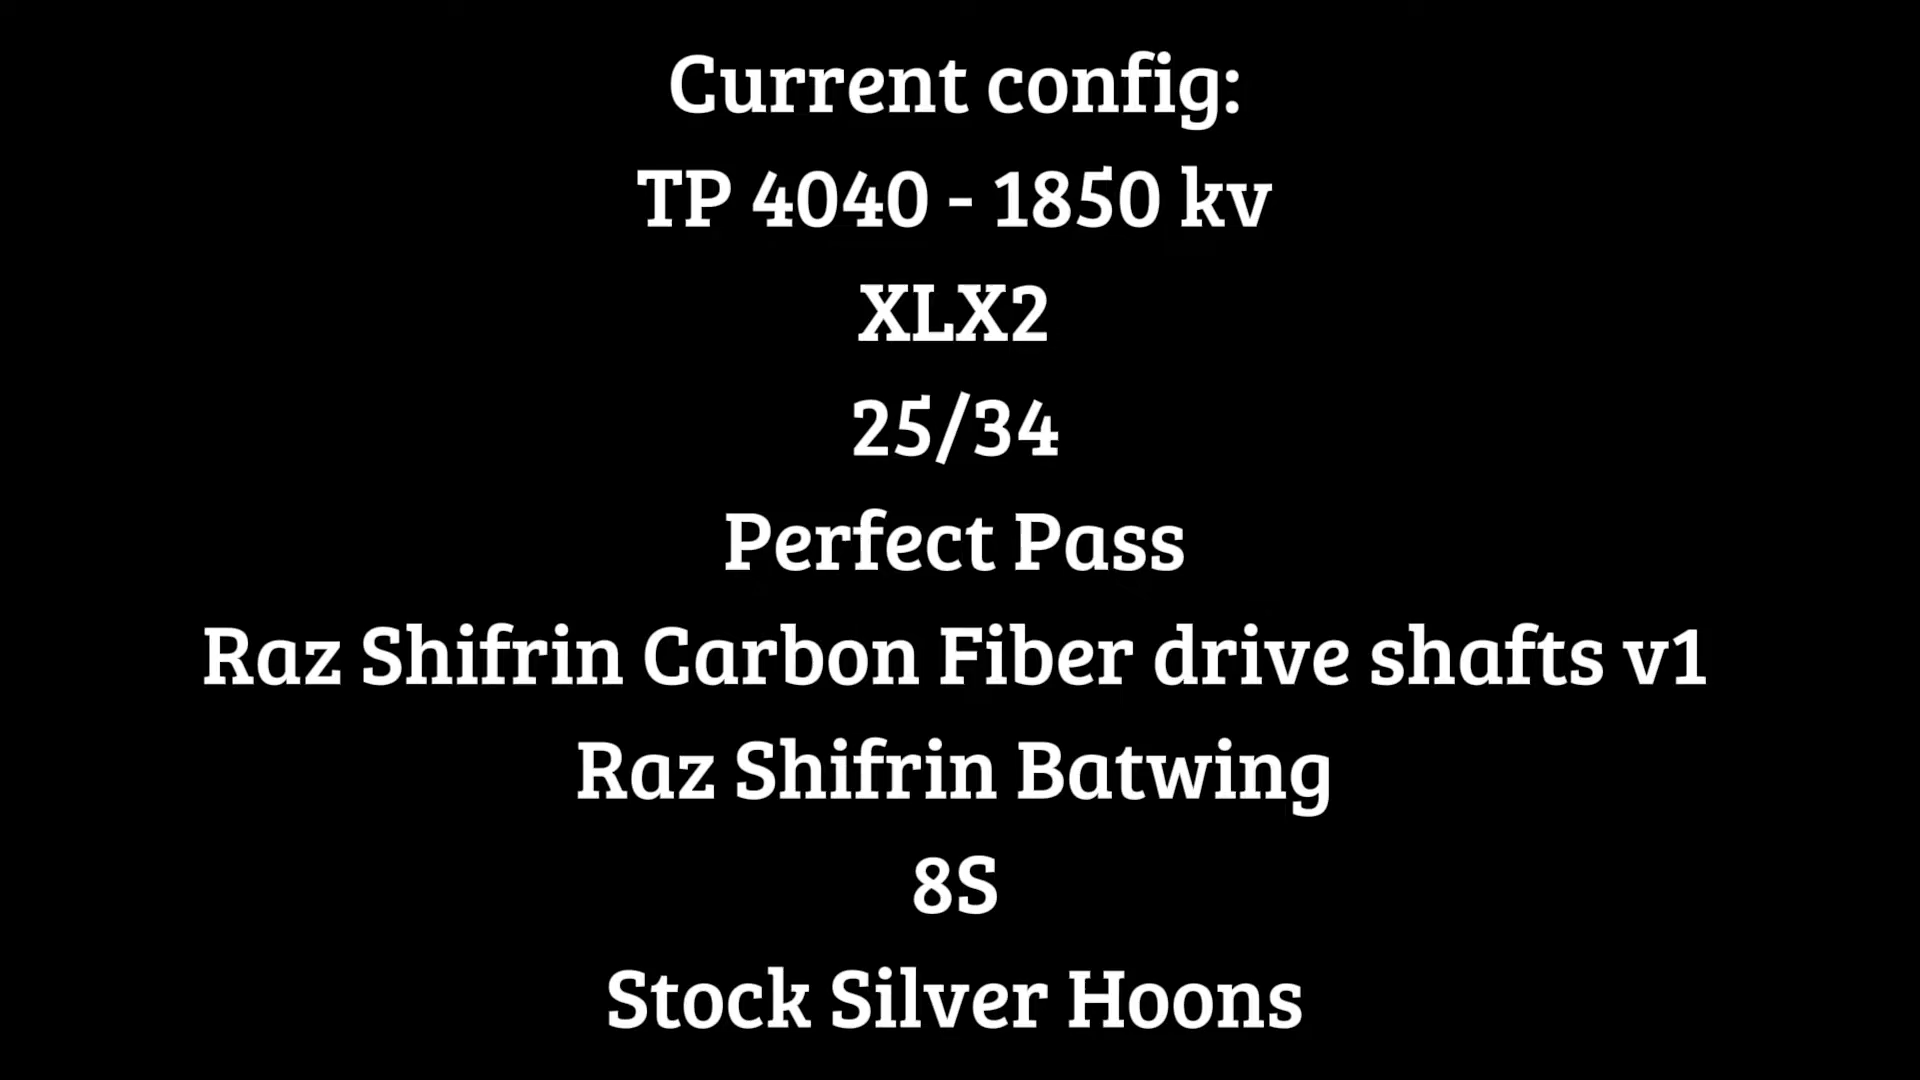 Current config:
TP 4040 - 1850 kv
XLX2
25/34
Perfect Pass
Raz Shifrin Carbon Fiber drive shafts v1
Raz Shifrin Batwing
8S
Stock Silver Hoons